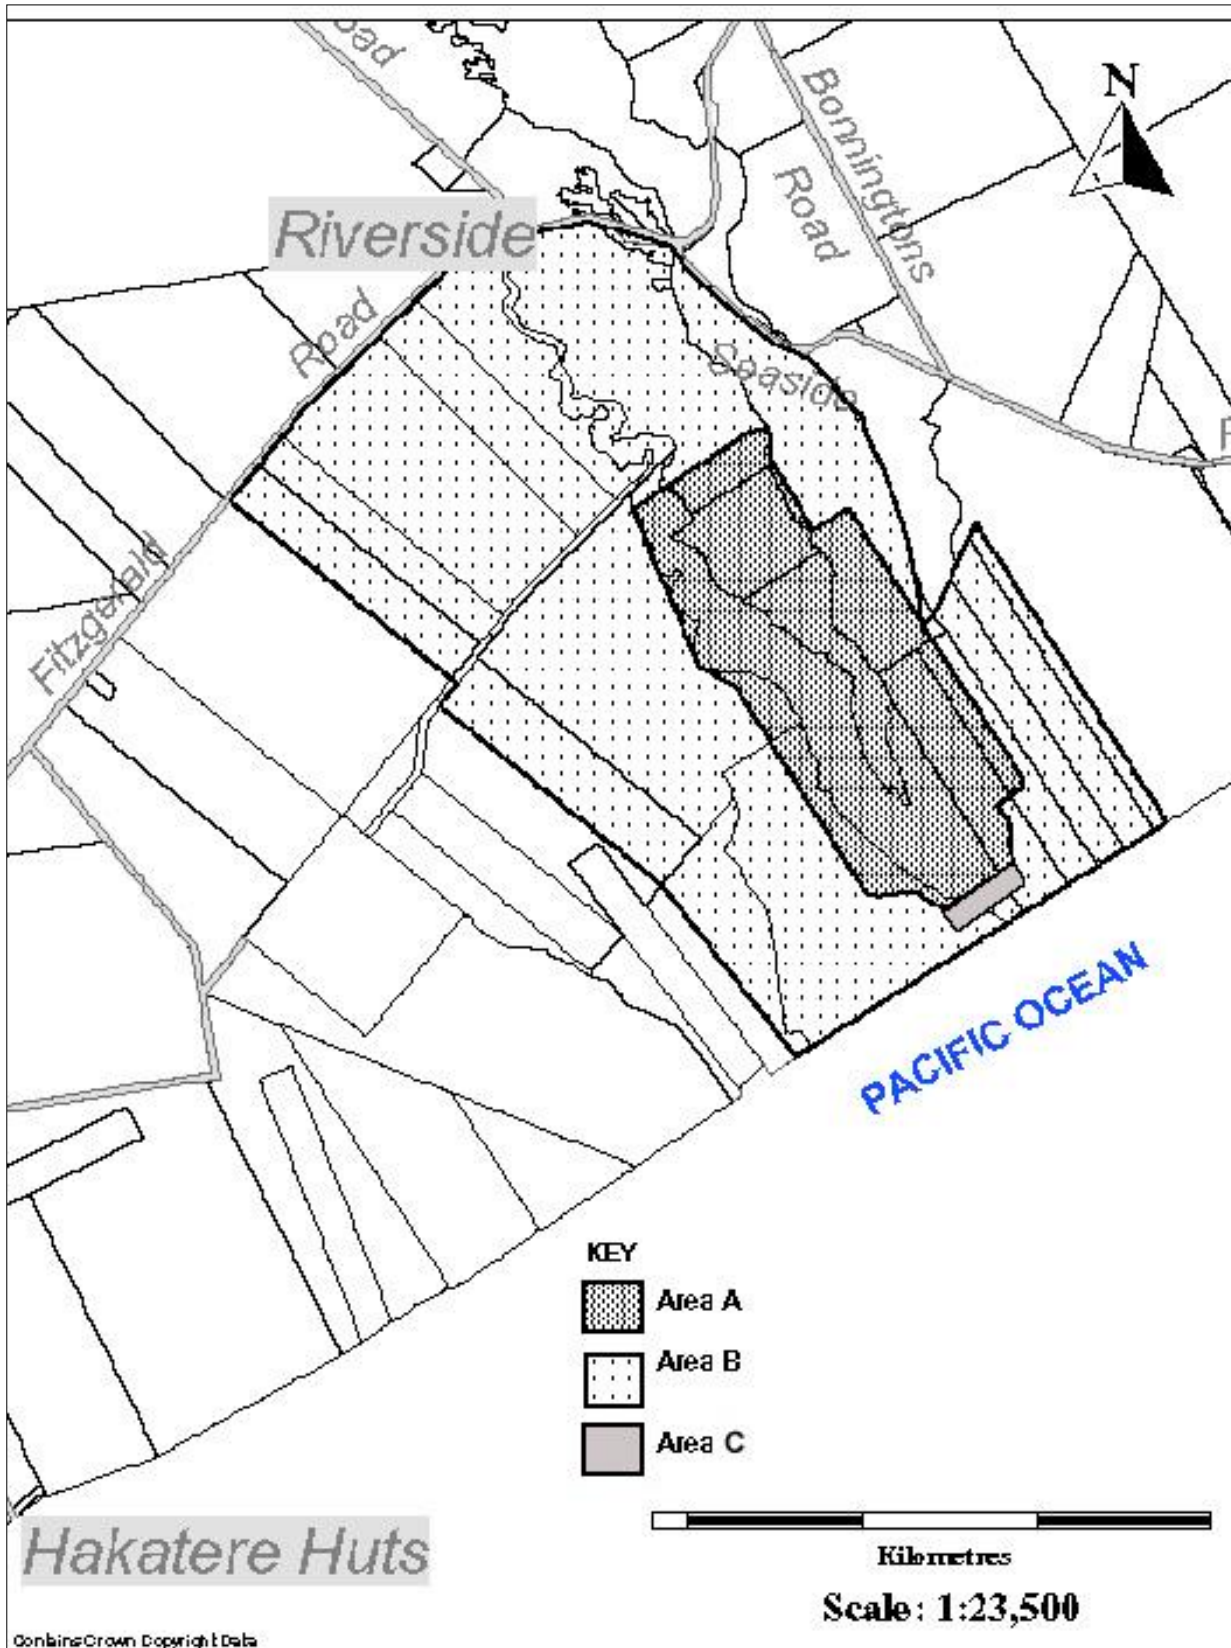 oad
N
Bonningtons
Road
Riverside
Road
Seaside
R
Fitzgerald
PACIFIC OCEAN
KEY
Area A
Area B
Area C
Hakatere Huts
Kilometres
Scale: 1:23,500
Contains Crown Copyright Data